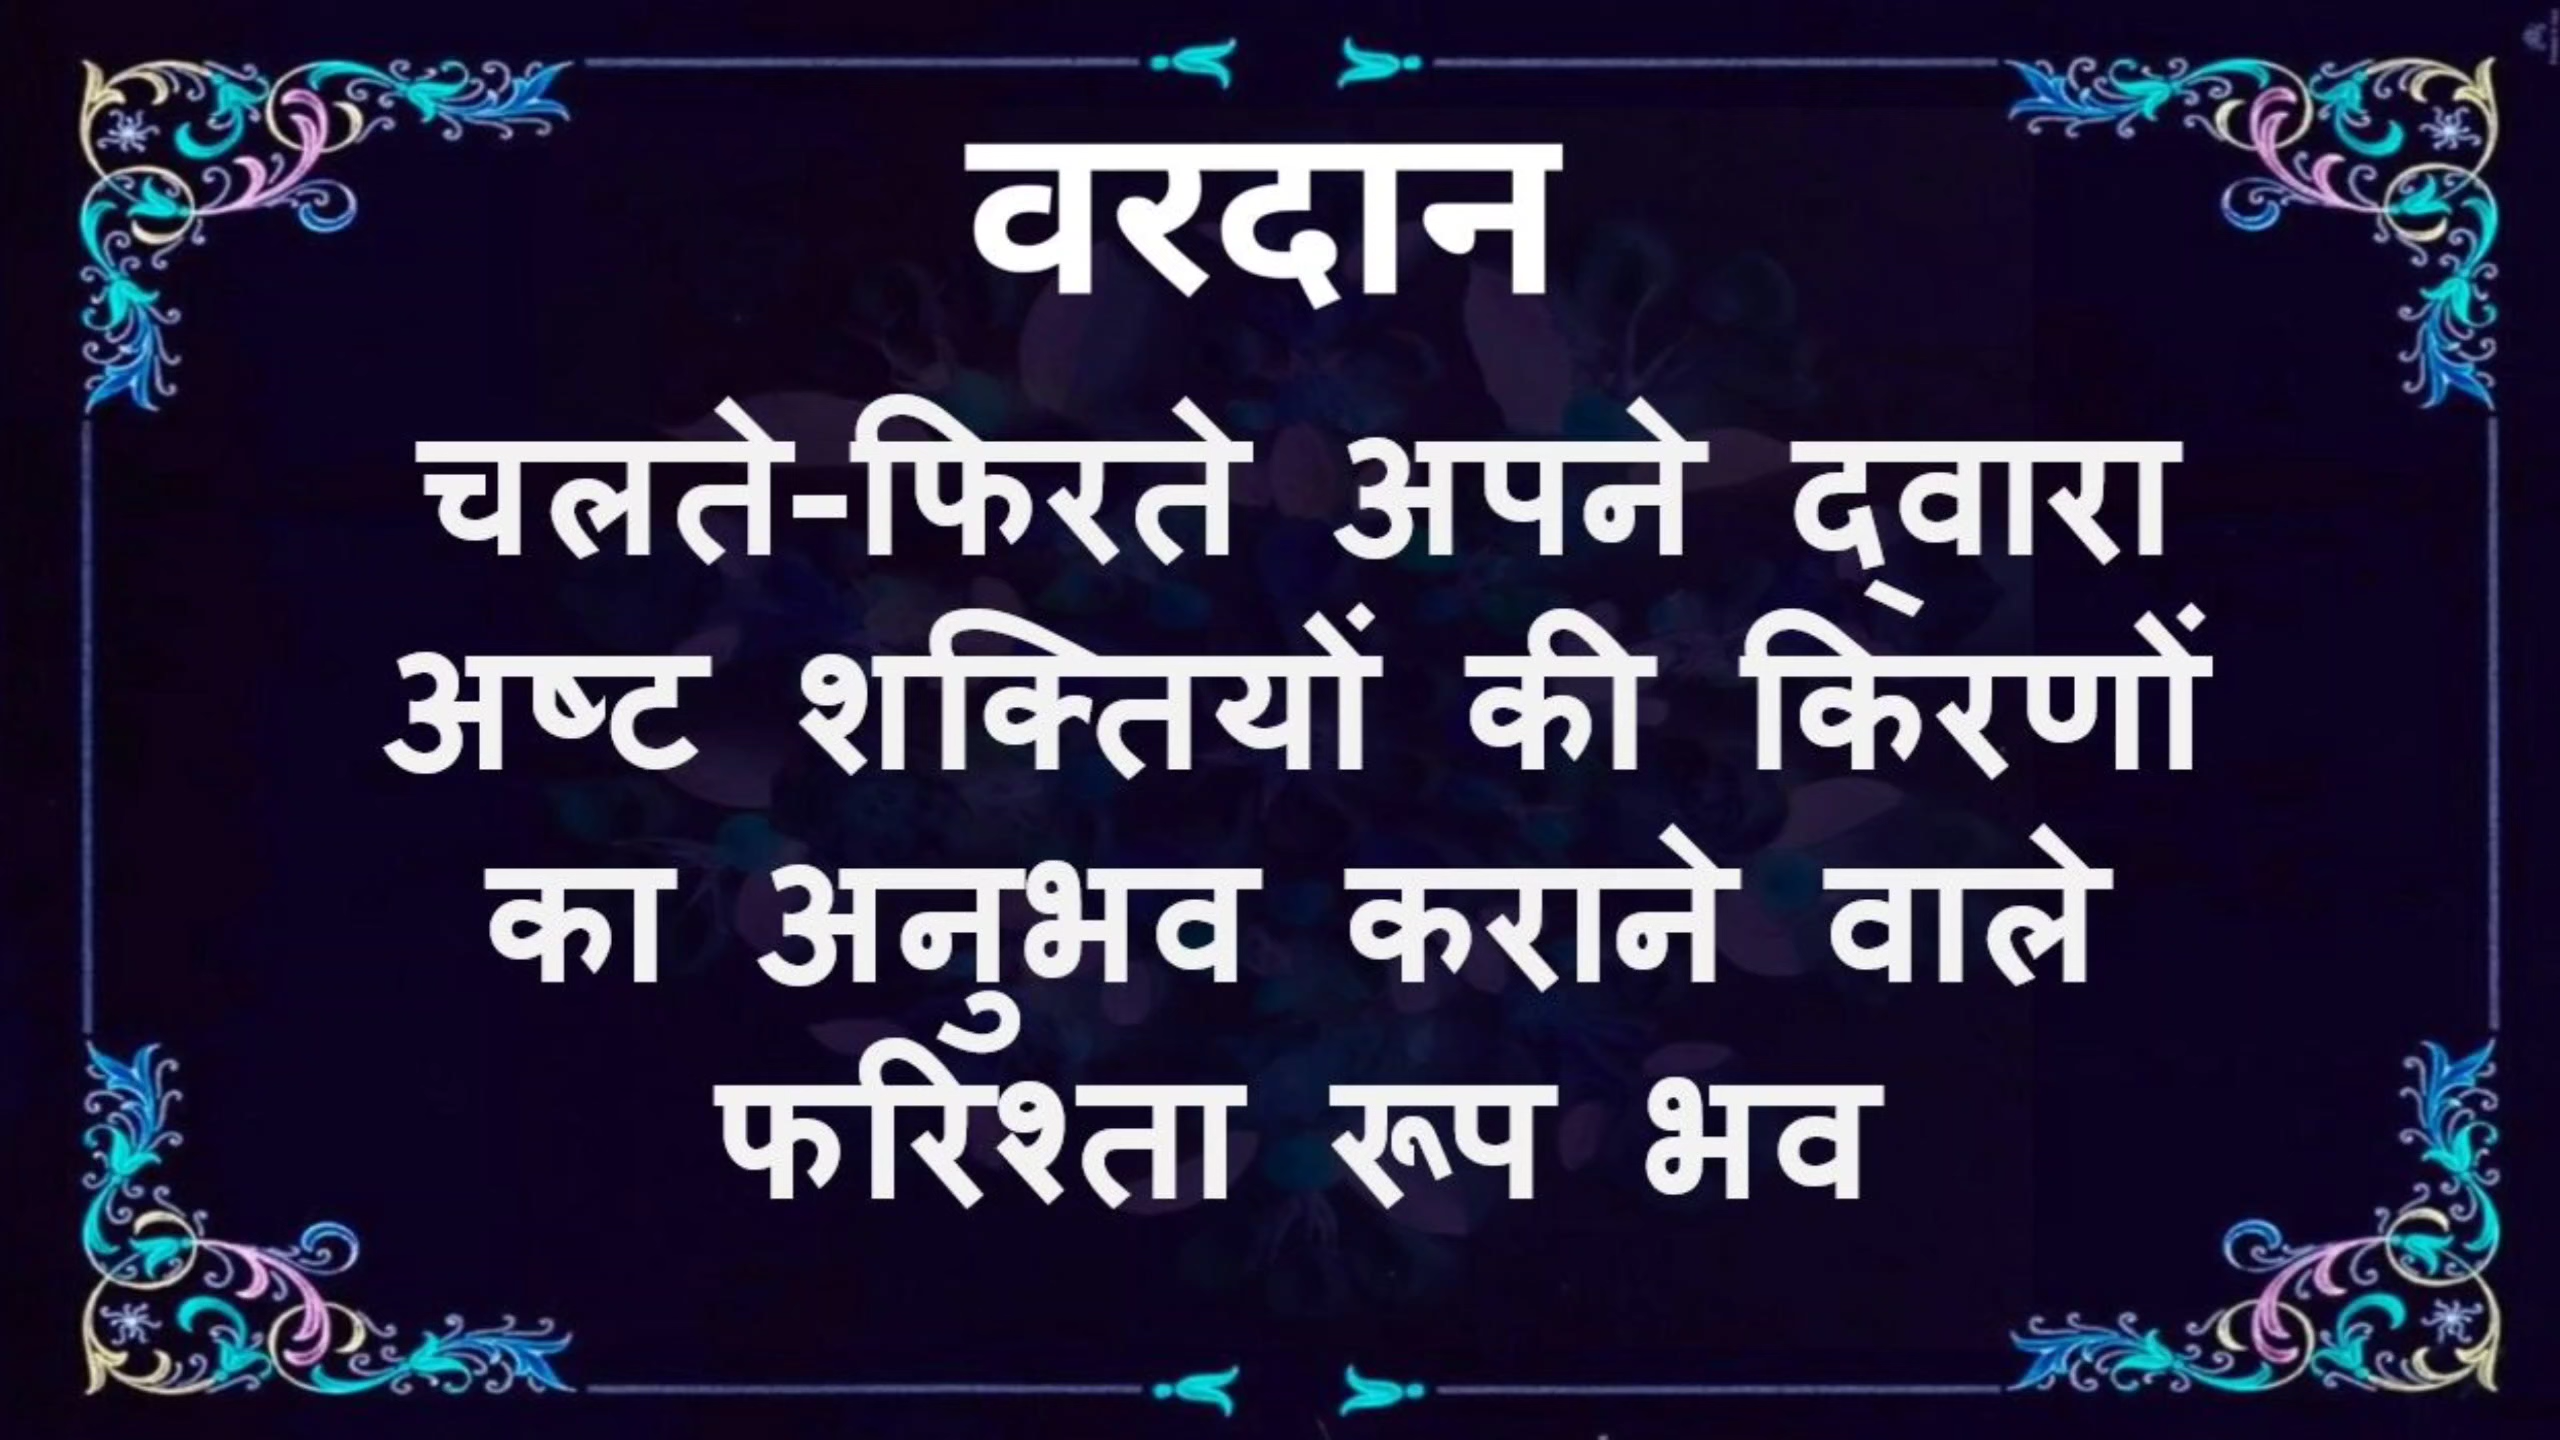 वरदान
चलते-फिरते अपने द्वारा
अष्ट शक्तियों की किरणों
का अनुभव कराने वाले
फरिश्ता रूप भव